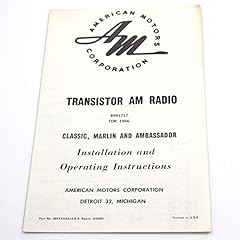 AMERICAN MOTORS
AM
CORPORATION
TRANSISTOR AM RADIO
8991717
FOR 1966
CLASSIC, MARLIN AND AMBASSADOR
Installation and
Operating Instructions
AMERICAN MOTORS CORPORATION
DETROIT 32, MICHIGAN
Printed in U.S.A.